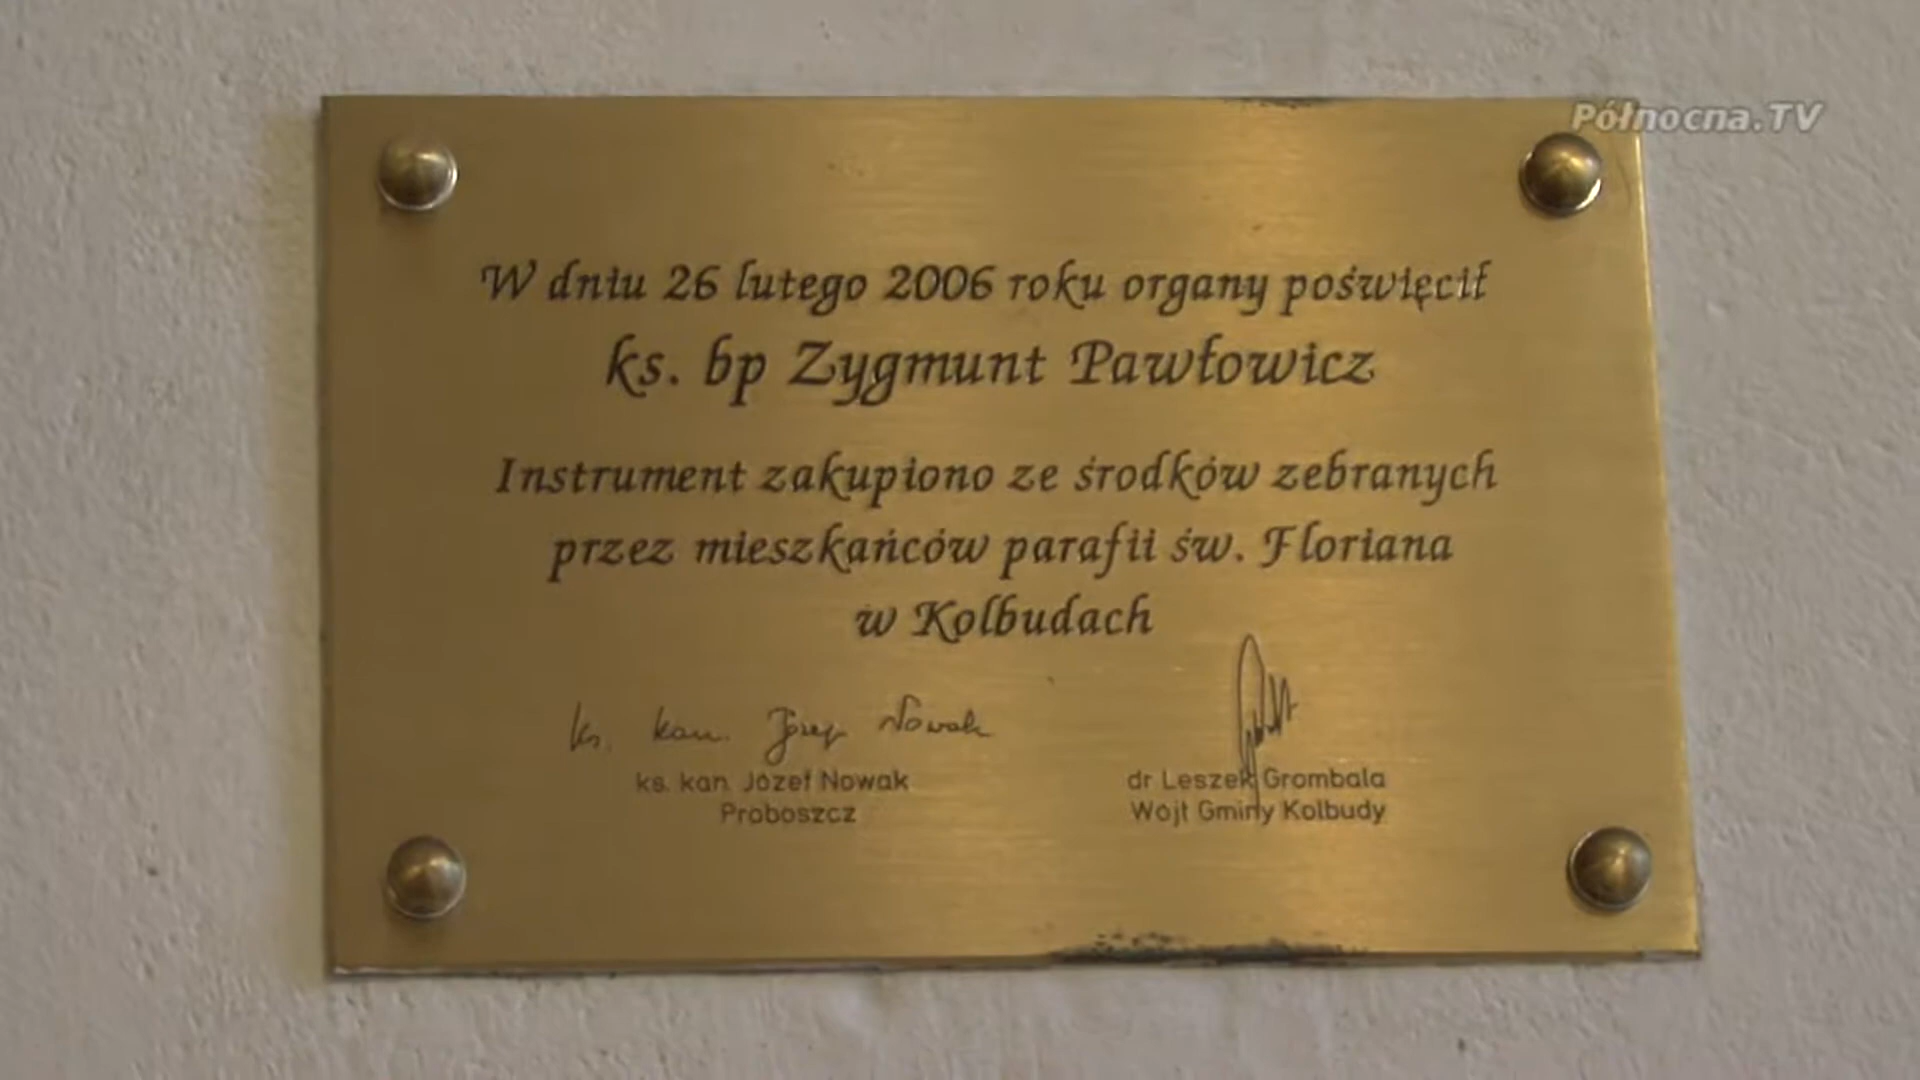 Północna.TV
W dniu 26 lutego 2006 roku organy poświęcił
ks. bp Zygmunt Pawłowicz
Instrument zakupiono ze środków zebranych
przez mieszkańców parafii św. Floriana
w Kolbudach
ks. kan. Józef Nowak
ks. kan. Józef Nowak
Proboszcz
dr Leszek Grombala
Wójt Gminy Kolbudy